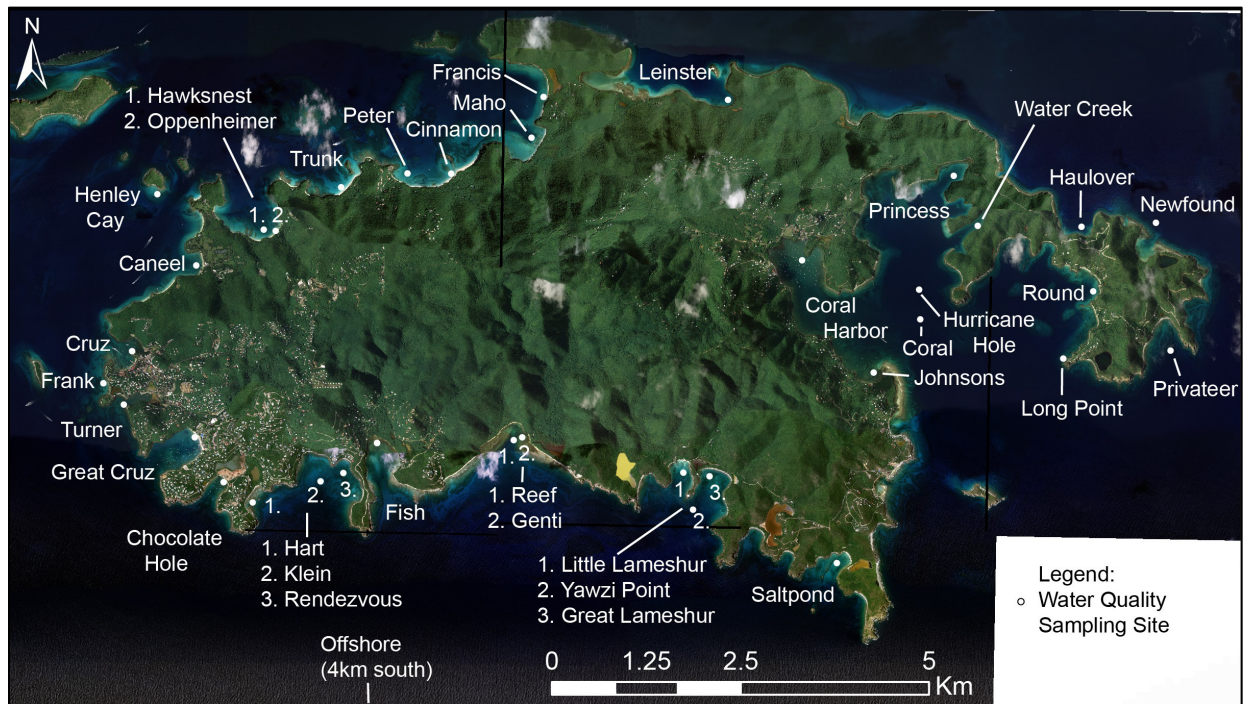 N
1. Hawksnest
2. Oppenheimer
Henley
Cay
Caneel
1. 2.
Trunk
Peter
Cinnamon
Maho
Francis
Leinster
Water Creek
Princess
Haulover
Newfound
Round
Coral
Harbor
Hurricane
Hole
Coral
Johnsons
Long Point
Privateer
Cruz
Frank
Turner
Great Cruz
Chocolate
Hole
1.
2.
3.
1. Hart
2. Klein
3. Rendezvous
Fish
1. 2.
1. Reef
2. Genti
1.
3.
2.
1. Little Lameshur
2. Yawzi Point
3. Great Lameshur
Saltpond
Offshore
(4km south)
0 1.25 2.5 5
Km
Legend:
Water Quality
Sampling Site